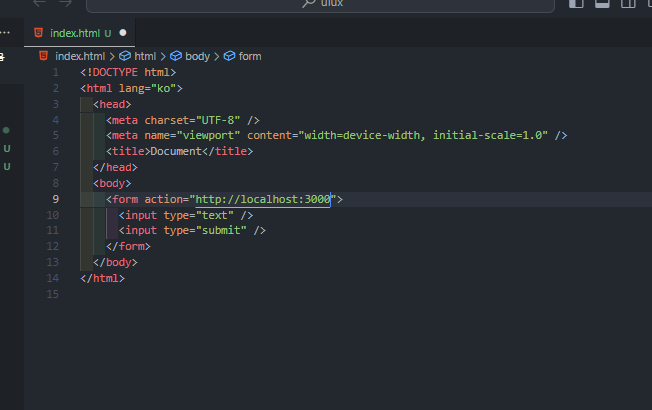 uiux
index.html U
index.html > html > body > form
1 <!DOCTYPE html>
2 <html lang="ko">
3 <head>
4 <meta charset="UTF-8" />
5 <meta name="viewport" content="width=device-width, initial-scale=1.0" />
6 <title>Document</title>
7 </head>
8 <body>
9 <form action="http://localhost:3000">
10 <input type="text" />
11 <input type="submit" />
12 </form>
13 </body>
14 </html>
15
U
U